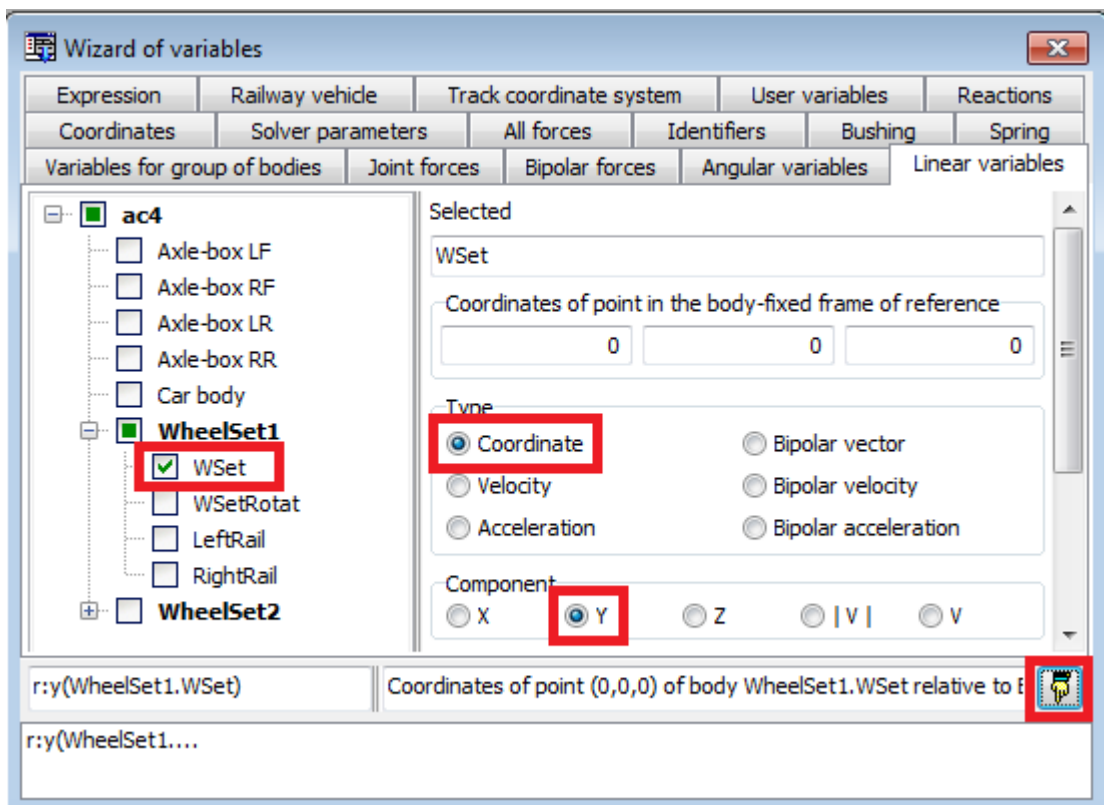 Wizard of variables
Expression Railway vehicle Track coordinate system User variables Reactions
Coordinates Solver parameters All forces Identifiers Bushing Spring
Variables for group of bodies Joint forces Bipolar forces Angular variables Linear variables
ac4
Axle-box LF
Axle-box RF
Axle-box LR
Axle-box RR
Car body
WheelSet1
WSet
WSetRotat
LeftRail
RightRail
WheelSet2
Selected
WSet
Coordinates of point in the body-fixed frame of reference
0 0 0
Type
Coordinate Bipolar vector
Velocity Bipolar velocity
Acceleration Bipolar acceleration
Component
X Y Z |V| V
r:y(WheelSet1.WSet) Coordinates of point (0,0,0) of body WheelSet1.WSet relative to
r:y(WheelSet1....